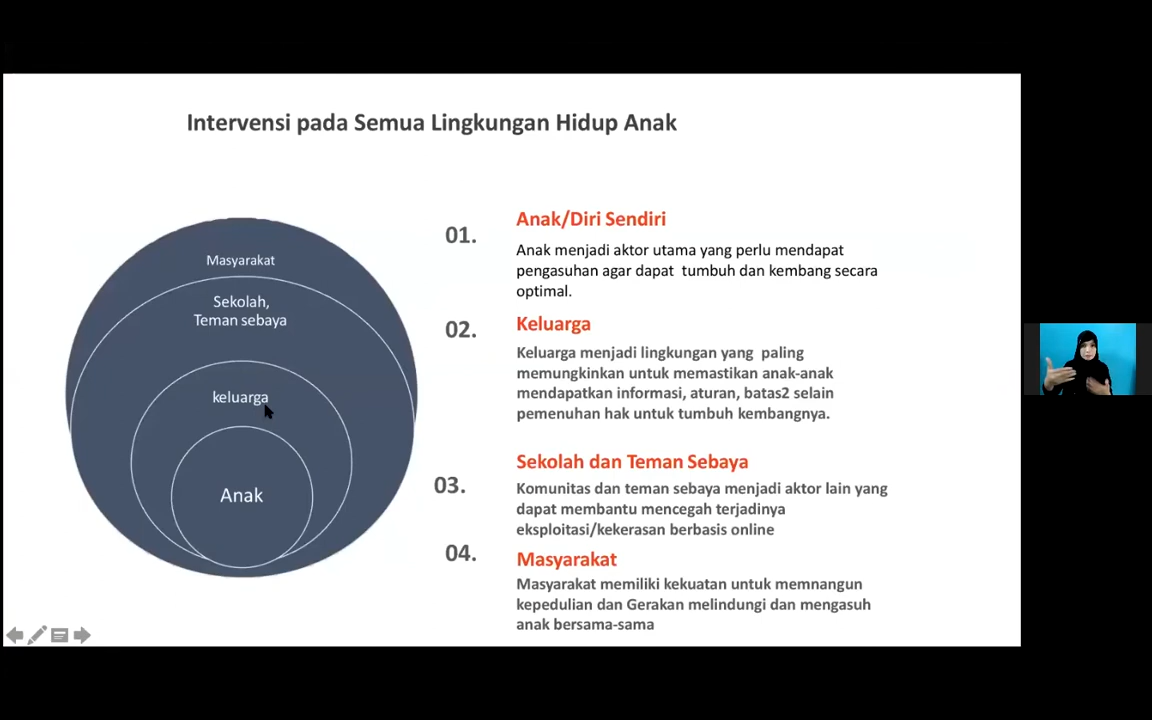 Intervensi pada Semua Lingkungan Hidup Anak
Masyarakat
Sekolah,
Teman sebaya
keluarga
Anak
01.
Anak/Diri Sendiri
Anak menjadi aktor utama yang perlu mendapat
pengasuhan agar dapat tumbuh dan kembang secara
optimal.
02.
Keluarga
Keluarga menjadi lingkungan yang paling
memungkinkan untuk memastikan anak-anak
mendapatkan informasi, aturan, batas2 selain
pemenuhan hak untuk tumbuh kembangnya.
03.
Sekolah dan Teman Sebaya
Komunitas dan teman sebaya menjadi aktor lain yang
dapat membantu mencegah terjadinya
eksploitasi/kekerasan berbasis online
04.
Masyarakat
Masyarakat memiliki kekuatan untuk memnangun
kepedulian dan Gerakan melindungi dan mengasuh
anak bersama-sama